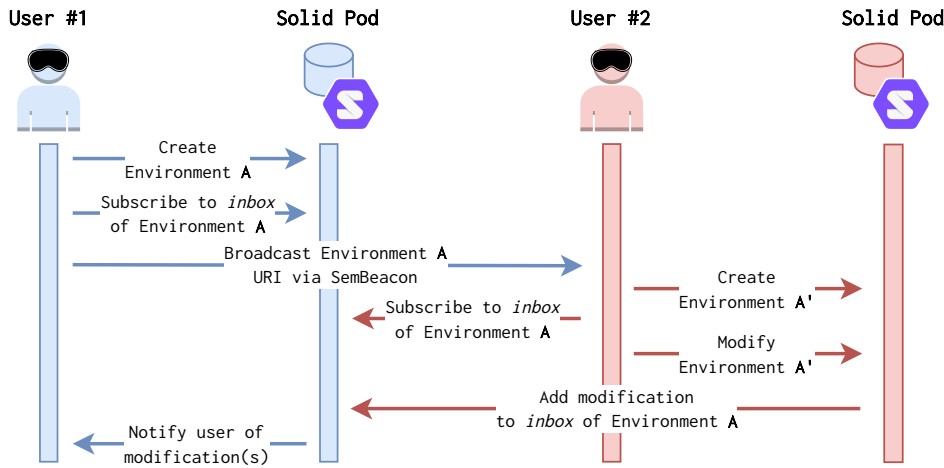 User #1
Solid Pod
User #2
Solid Pod
Create
Environment A
Subscribe to inbox
of Environment A
Broadcast Environment A
URI via SemBeacon
Create
Environment A'
Subscribe to inbox
of Environment A
Modify
Environment A'
Add modification
to inbox of Environment A
Notify user of
modification(s)